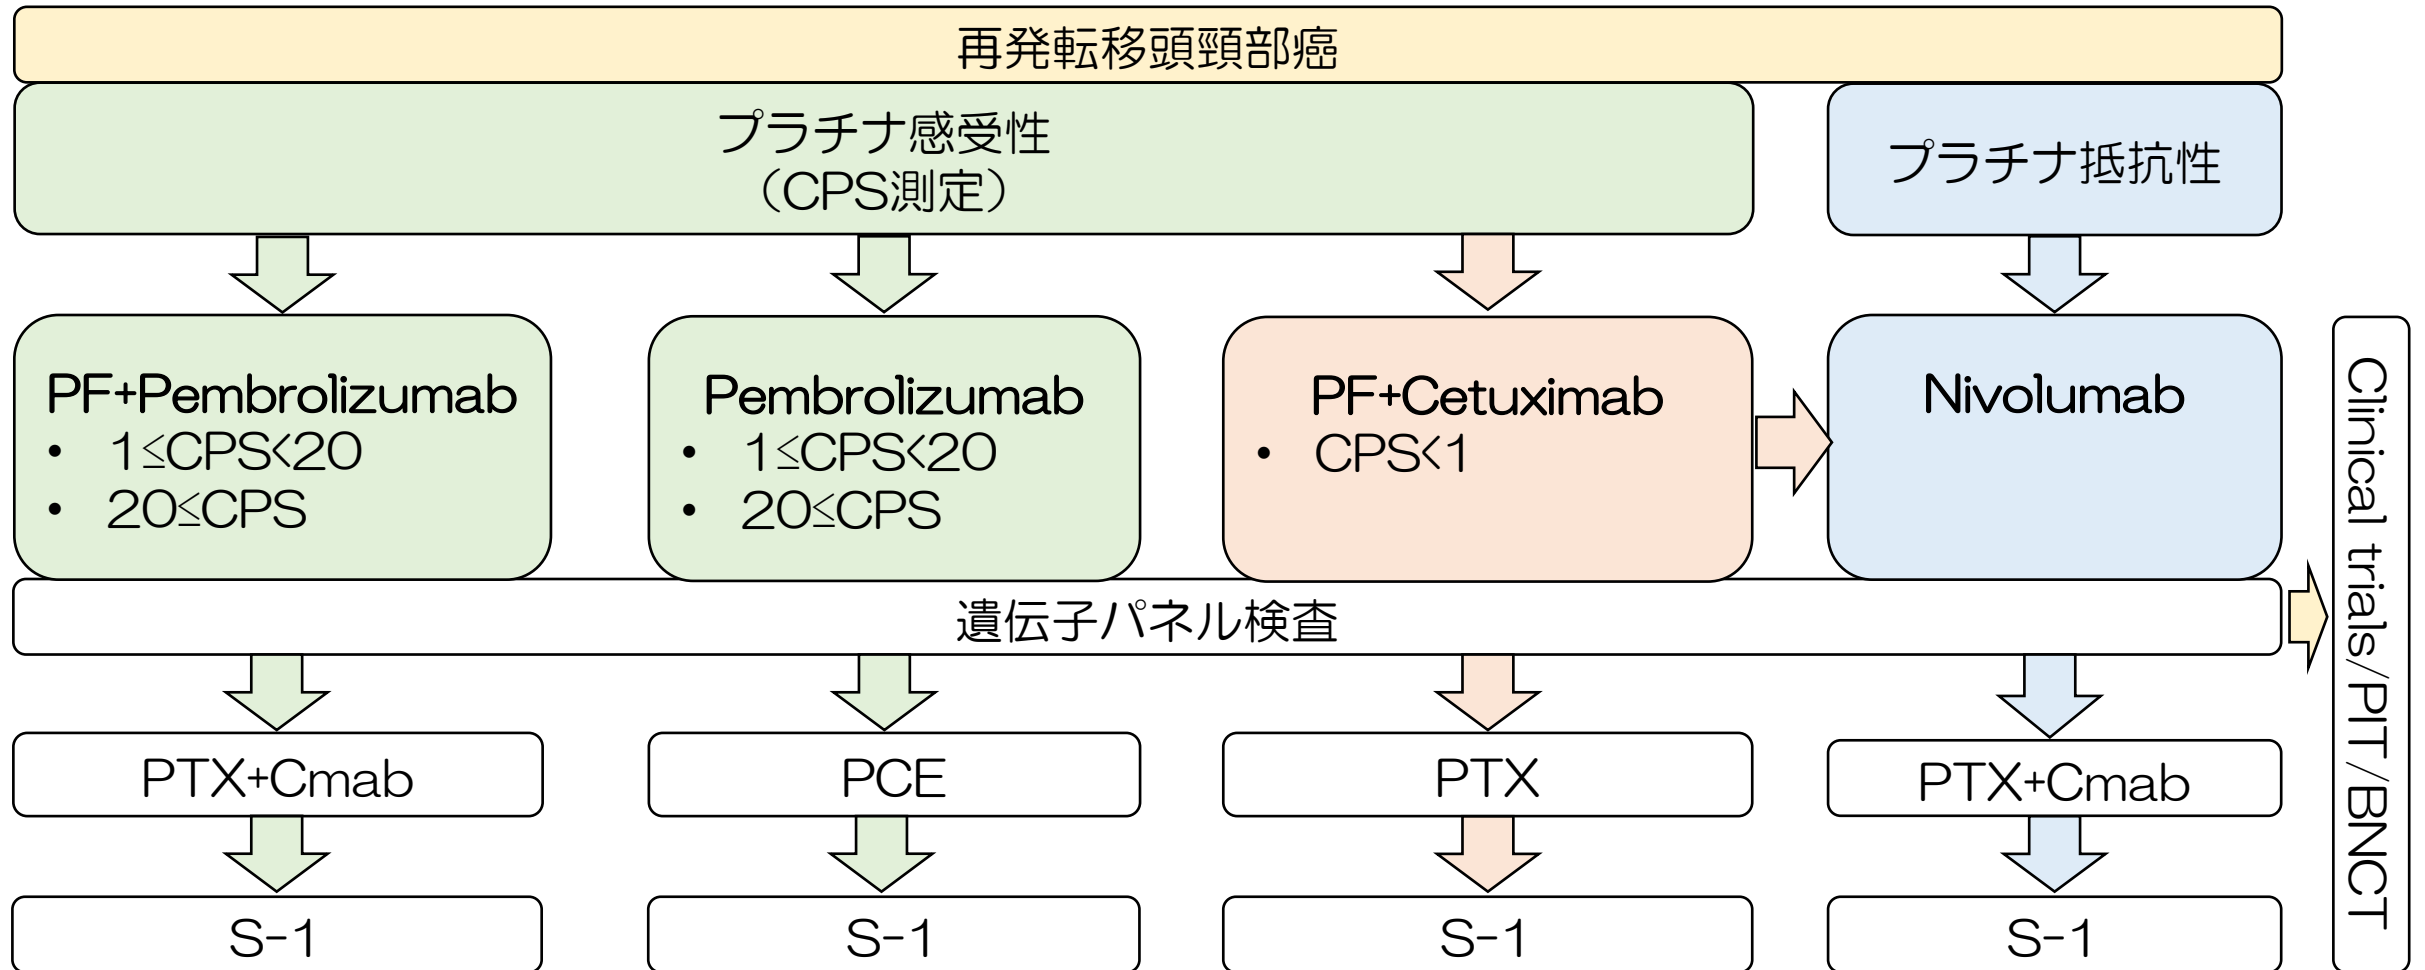 再発転移頭頸部癌
プラチナ感受性
（CPS測定）
プラチナ抵抗性
PF+Pembrolizumab
• 1≤CPS<20
• 20≤CPS
Pembrolizumab
• 1≤CPS<20
• 20≤CPS
PF+Cetuximab
• CPS<1
Nivolumab
遺伝子パネル検査
Clinical trials/PIT/BNCT
PTX+Cmab
PCE
PTX
PTX+Cmab
S-1
S-1
S-1
S-1